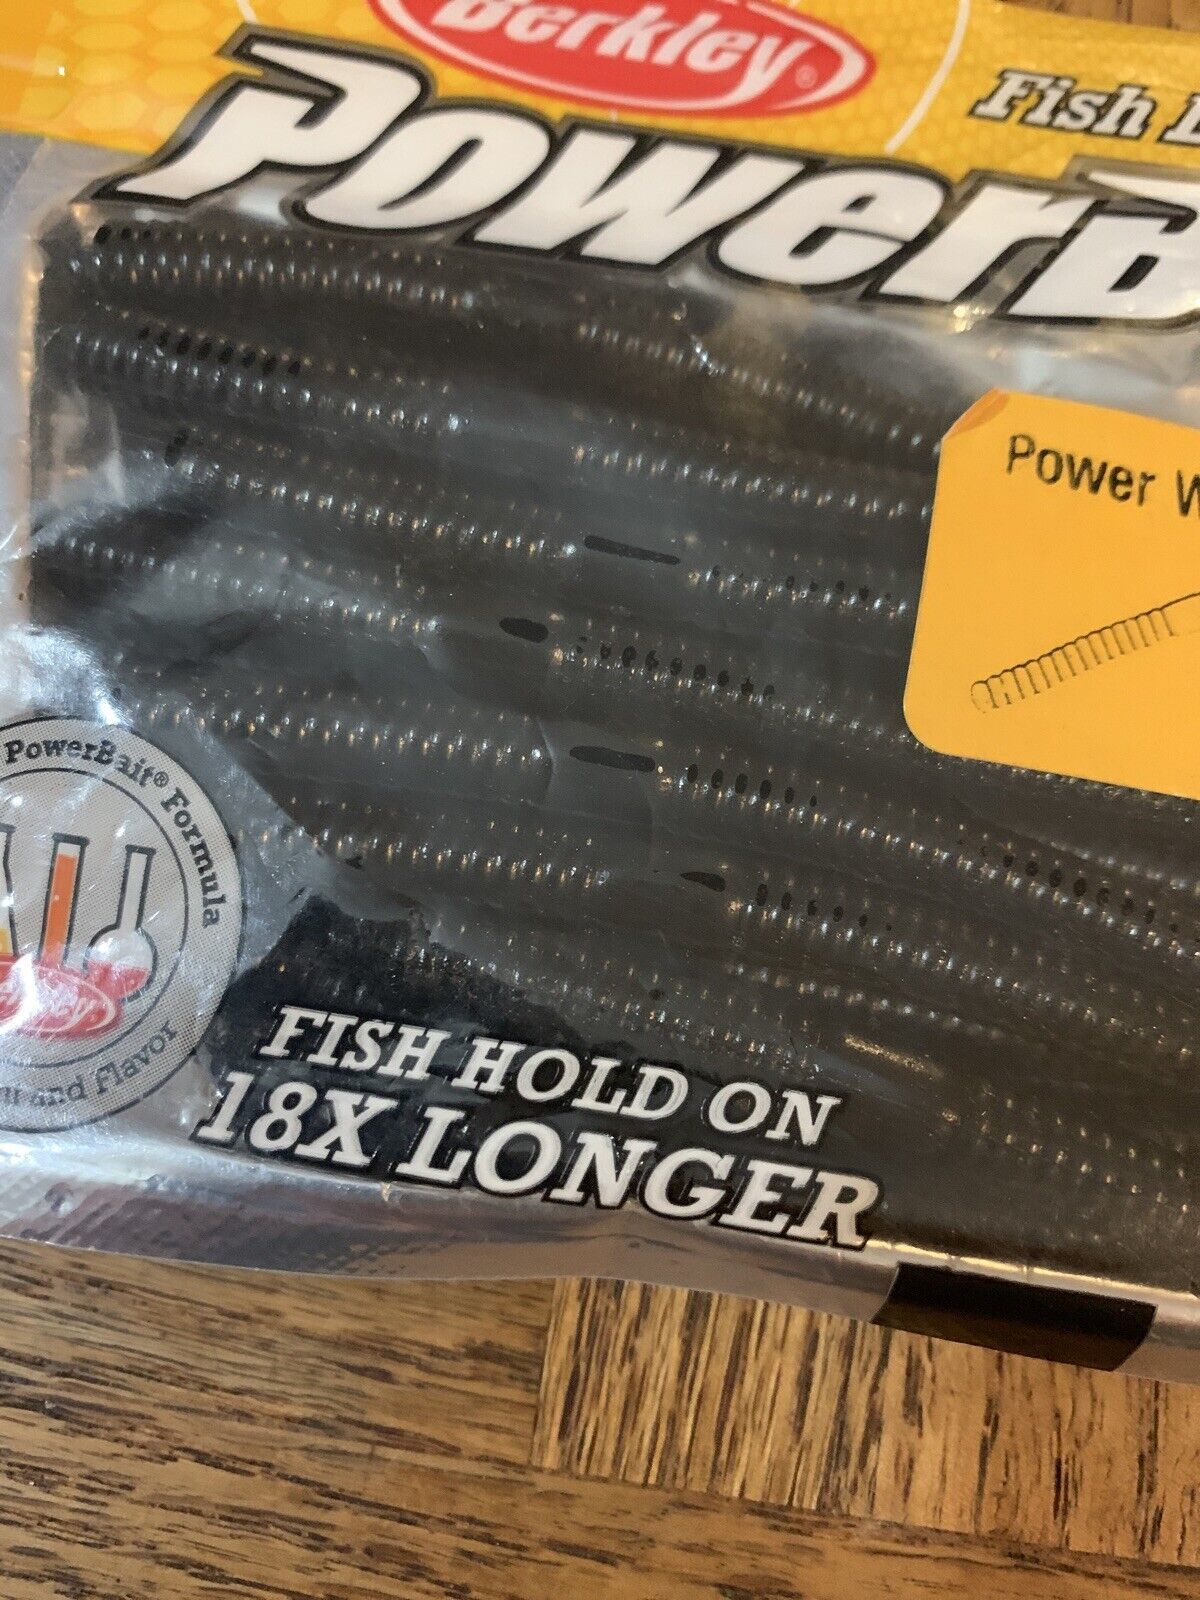 Berkley®
Fish
Power
Power
PowerBait® Formula
and Flavor
FISH HOLD ON
18X LONGER